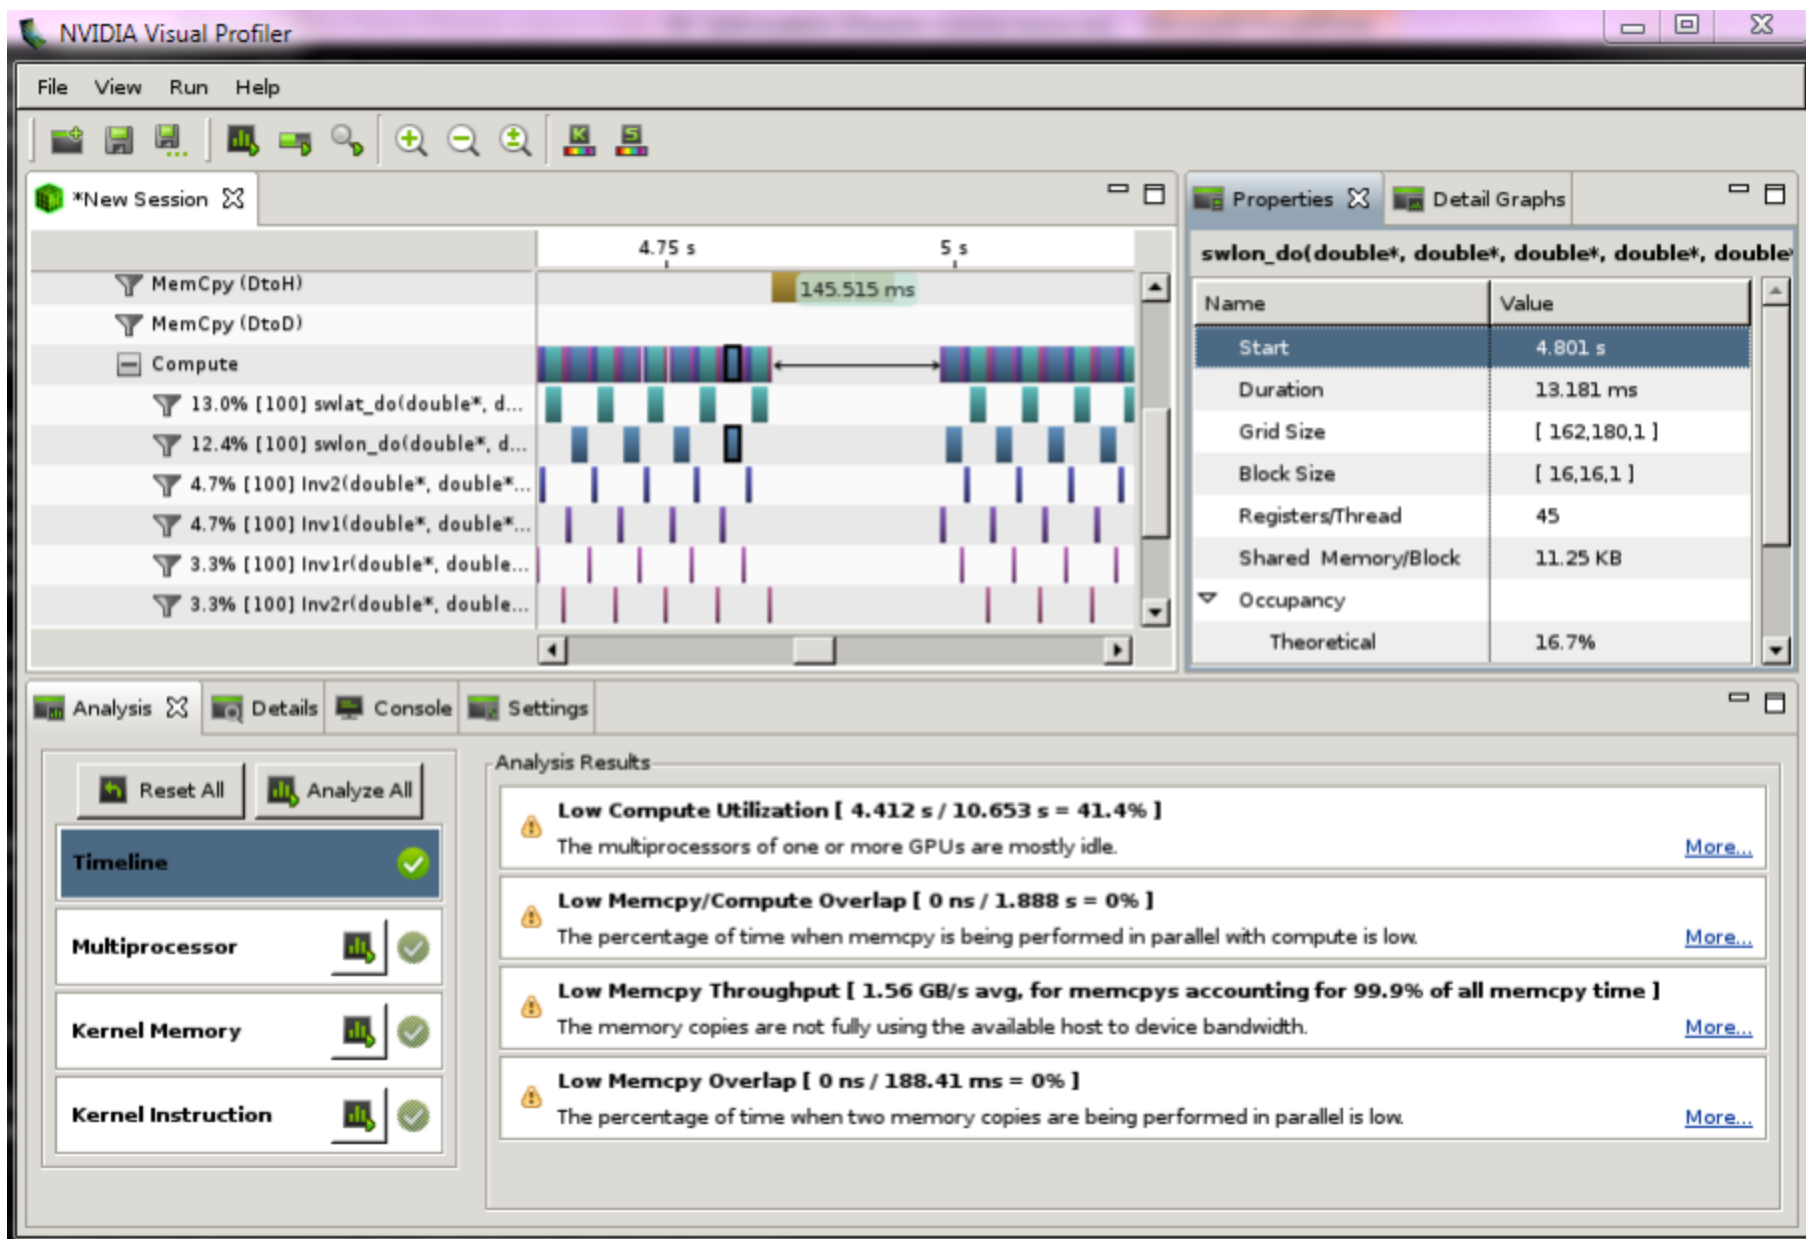 NVIDIA Visual Profiler
File View Run Help
*New Session
4.75 s 5 s
MemCpy (DtoH)
145.515 ms
MemCpy (DtoD)
Compute
13.0% [100] swlat_do(double*, d...
12.4% [100] swlon_do(double*, d...
4.7% [100] Inv2(double*, double*...
4.7% [100] Inv1(double*, double*...
3.3% [100] Inv1r(double*, double...
3.3% [100] Inv2r(double*, double...
Properties Detail Graphs
swlon_do(double*, double*, double*, double*, double
Name Value
Start 4.801 s
Duration 13.181 ms
Grid Size [ 162,180,1 ]
Block Size [ 16,16,1 ]
Registers/Thread 45
Shared Memory/Block 11.25 KB
Occupancy
Theoretical 16.7%
Analysis Details Console Settings
Reset All Analyze All
Timeline
Multiprocessor
Kernel Memory
Kernel Instruction
Analysis Results
Low Compute Utilization [ 4.412 s / 10.653 s = 41.4% ]
The multiprocessors of one or more GPUs are mostly idle.
More...
Low Memcpy/Compute Overlap [ 0 ns / 1.888 s = 0% ]
The percentage of time when memcpy is being performed in parallel with compute is low.
More...
Low Memcpy Throughput [ 1.56 GB/s avg, for memcpys accounting for 99.9% of all memcpy time ]
The memory copies are not fully using the available host to device bandwidth.
More...
Low Memcpy Overlap [ 0 ns / 188.41 ms = 0% ]
The percentage of time when two memory copies are being performed in parallel is low.
More...